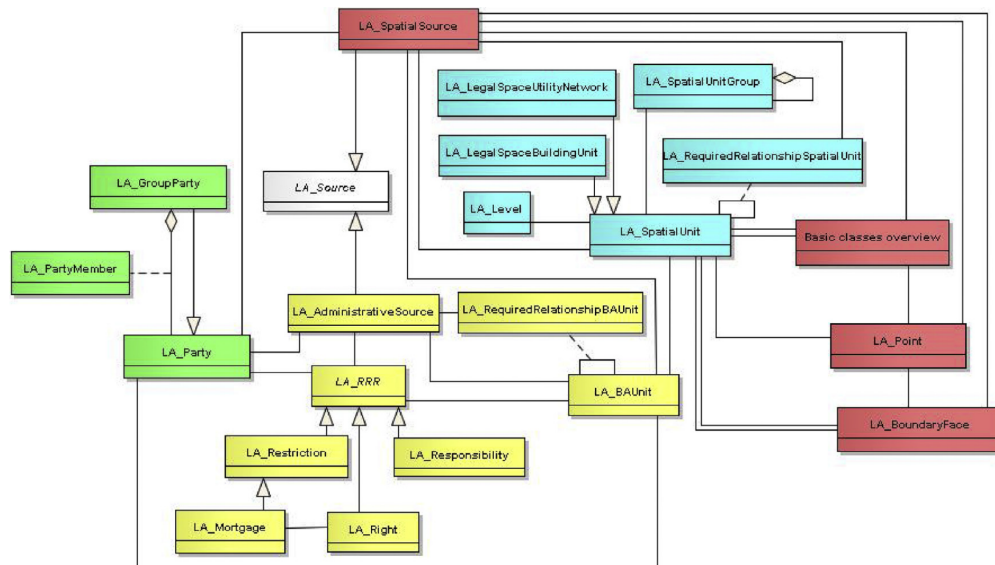 LA_SpatialSource
LA_LegalSpaceUtilityNetwork
LA_SpatialUnitGroup
LA_LegalSpaceBuildingUnit
LA_RequiredRelationshipSpatialUnit
LA_GroupParty
LA_Source
LA_Level
LA_SpatialUnit
Basic classes overview
LA_PartyMember
LA_AdministrativeSource
LA_RequiredRelationshipBAUnit
LA_Party
LA_Point
LA_RRR
LA_BAUnit
LA_BoundaryFace
LA_Restriction
LA_Responsibility
LA_Mortgage
LA_Right